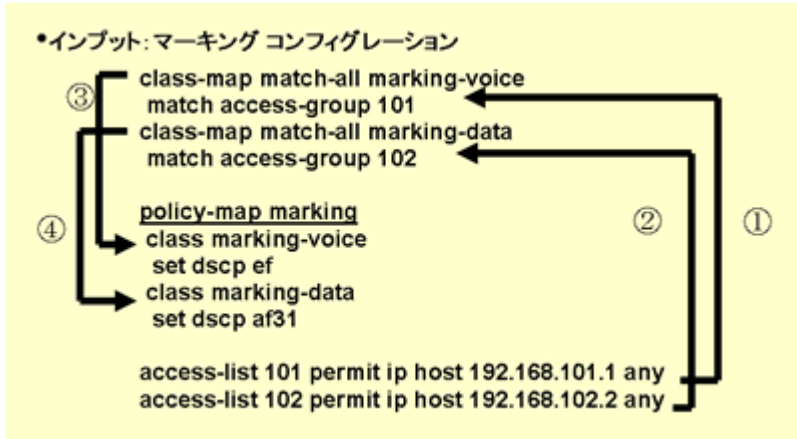 •インプット:マーキング コンフィグレーション
③
class-map match-all marking-voice
match access-group 101
class-map match-all marking-data
match access-group 102
④
②
①
policy-map marking
class marking-voice
set dscp ef
class marking-data
set dscp af31
access-list 101 permit ip host 192.168.101.1 any
access-list 102 permit ip host 192.168.102.2 any